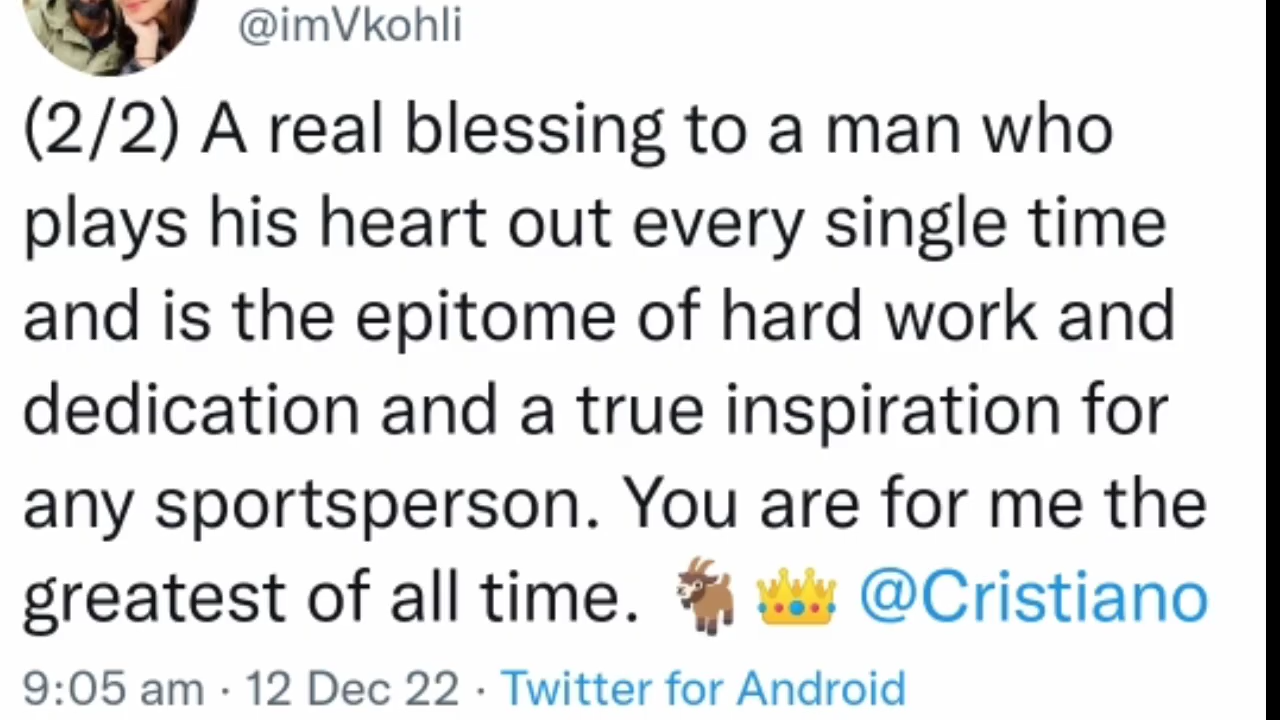 @imVkohli
(2/2) A real blessing to a man who
plays his heart out every single time
and is the epitome of hard work and
dedication and a true inspiration for
any sportsperson. You are for me the
greatest of all time. 🐐 👑 @Cristiano
9:05 am · 12 Dec 22 · Twitter for Android